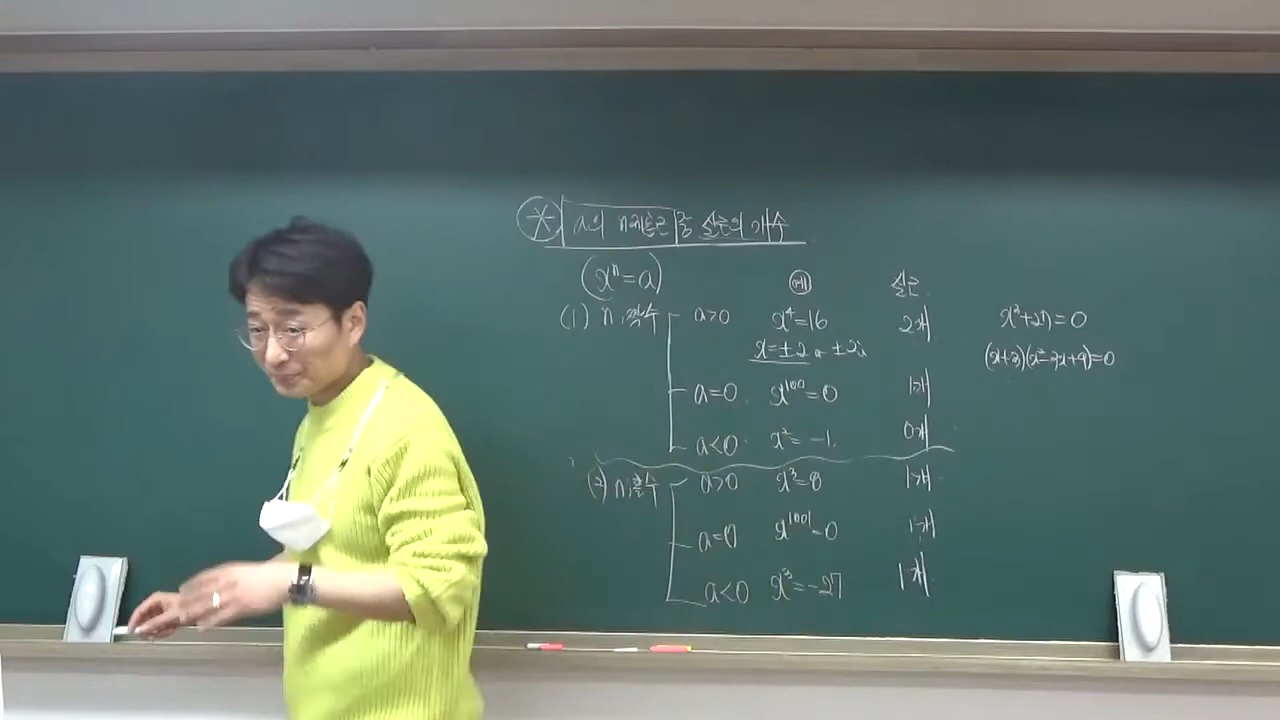 * a의 n제곱근 중 실근의 개수
(xⁿ=a)
예 실근
(1) n:짝수 a>0 x⁴=16 2개
x=±2 or ±2i
a=0 x¹⁰⁰=0 1개
a<0 x²=-1 0개
(2) n:홀수 a>0 x³=8 1개
a=0 x¹⁰¹=0 1개
a<0 x³=-27 1개
x³+27=0
(x+3)(x²-3x+9)=0